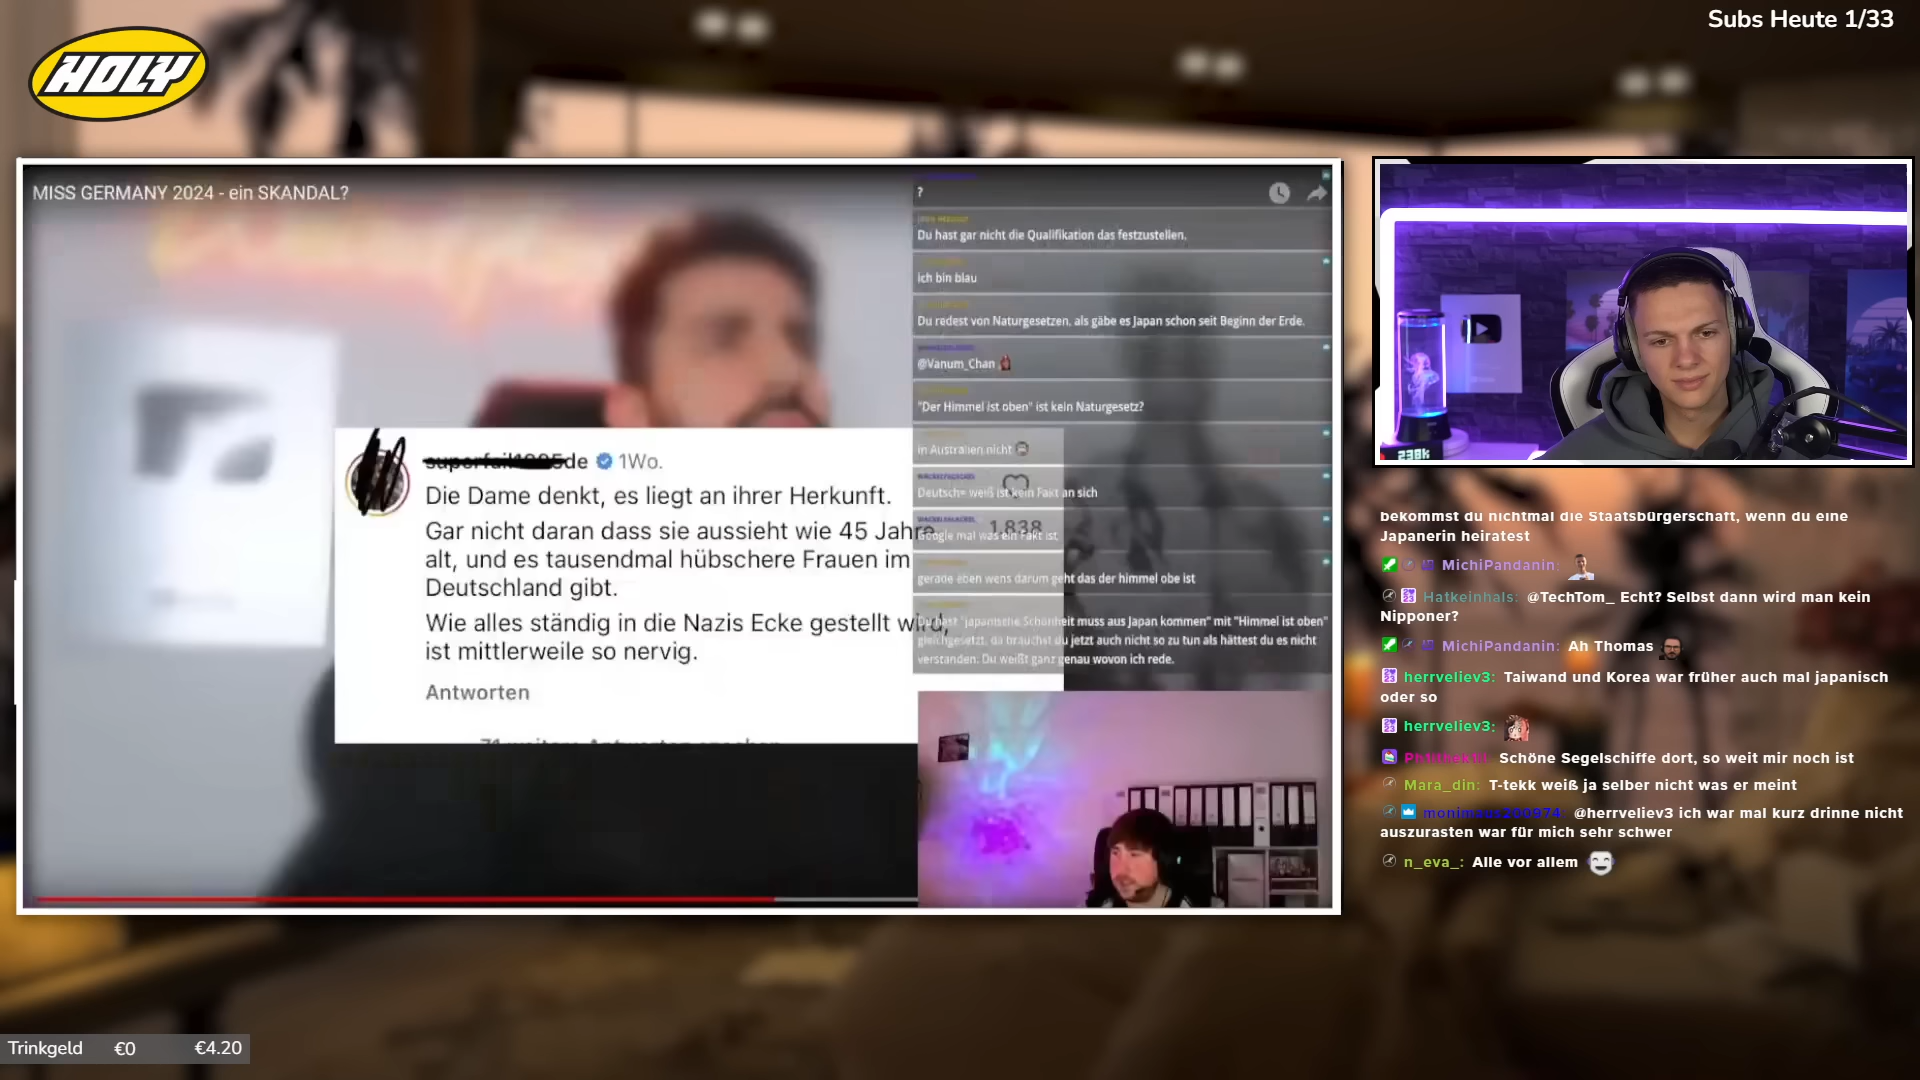 HOLY
Subs Heute 1/33
MISS GERMANY 2024 - ein SKANDAL?
?
Du hast gar nicht die Qualifikation das festzustellen.
ich bin blau
Du redest von Naturgesetzen, als gäbe es Japan schon seit Beginn der Erde.
@Vanum_Chan
"Der Himmel ist oben" ist kein Naturgesetz?
in Australien nicht
Deutsch= weiß ist kein Fakt an sich
Google mal was ein Fakt ist
gerade eben wens darum geht das der himmel obe ist
Du hast "japanische Schönheit muss aus Japan kommen" mit "Himmel ist oben"
gleichgesetzt, da brauchst du jetzt auch nicht so zu tun als hättest du es nicht
verstanden. Du weißt ganz genau wovon ich rede.
de 1Wo.
Die Dame denkt, es liegt an ihrer Herkunft.
Gar nicht daran dass sie aussieht wie 45 Jahre
alt, und es tausendmal hübschere Frauen im
Deutschland gibt.
Wie alles ständig in die Nazis Ecke gestellt wird,
ist mittlerweile so nervig.
Antworten
1.838
238k
bekommst du nichtmal die Staatsbürgerschaft, wenn du eine
Japanerin heiratest
MichiPandanin:
Hatkeinhals: @TechTom_ Echt? Selbst dann wird man kein
Nipponer?
MichiPandanin: Ah Thomas
herrveliev3: Taiwand und Korea war früher auch mal japanisch
oder so
herrveliev3:
Schöne Segelschiffe dort, so weit mir noch ist
Mara_din: T-tekk weiß ja selber nicht was er meint
monimaus200974: @herrveliev3 ich war mal kurz drinne nicht
auszurasten war für mich sehr schwer
n_eva_: Alle vor allem
Trinkgeld €0 €4.20